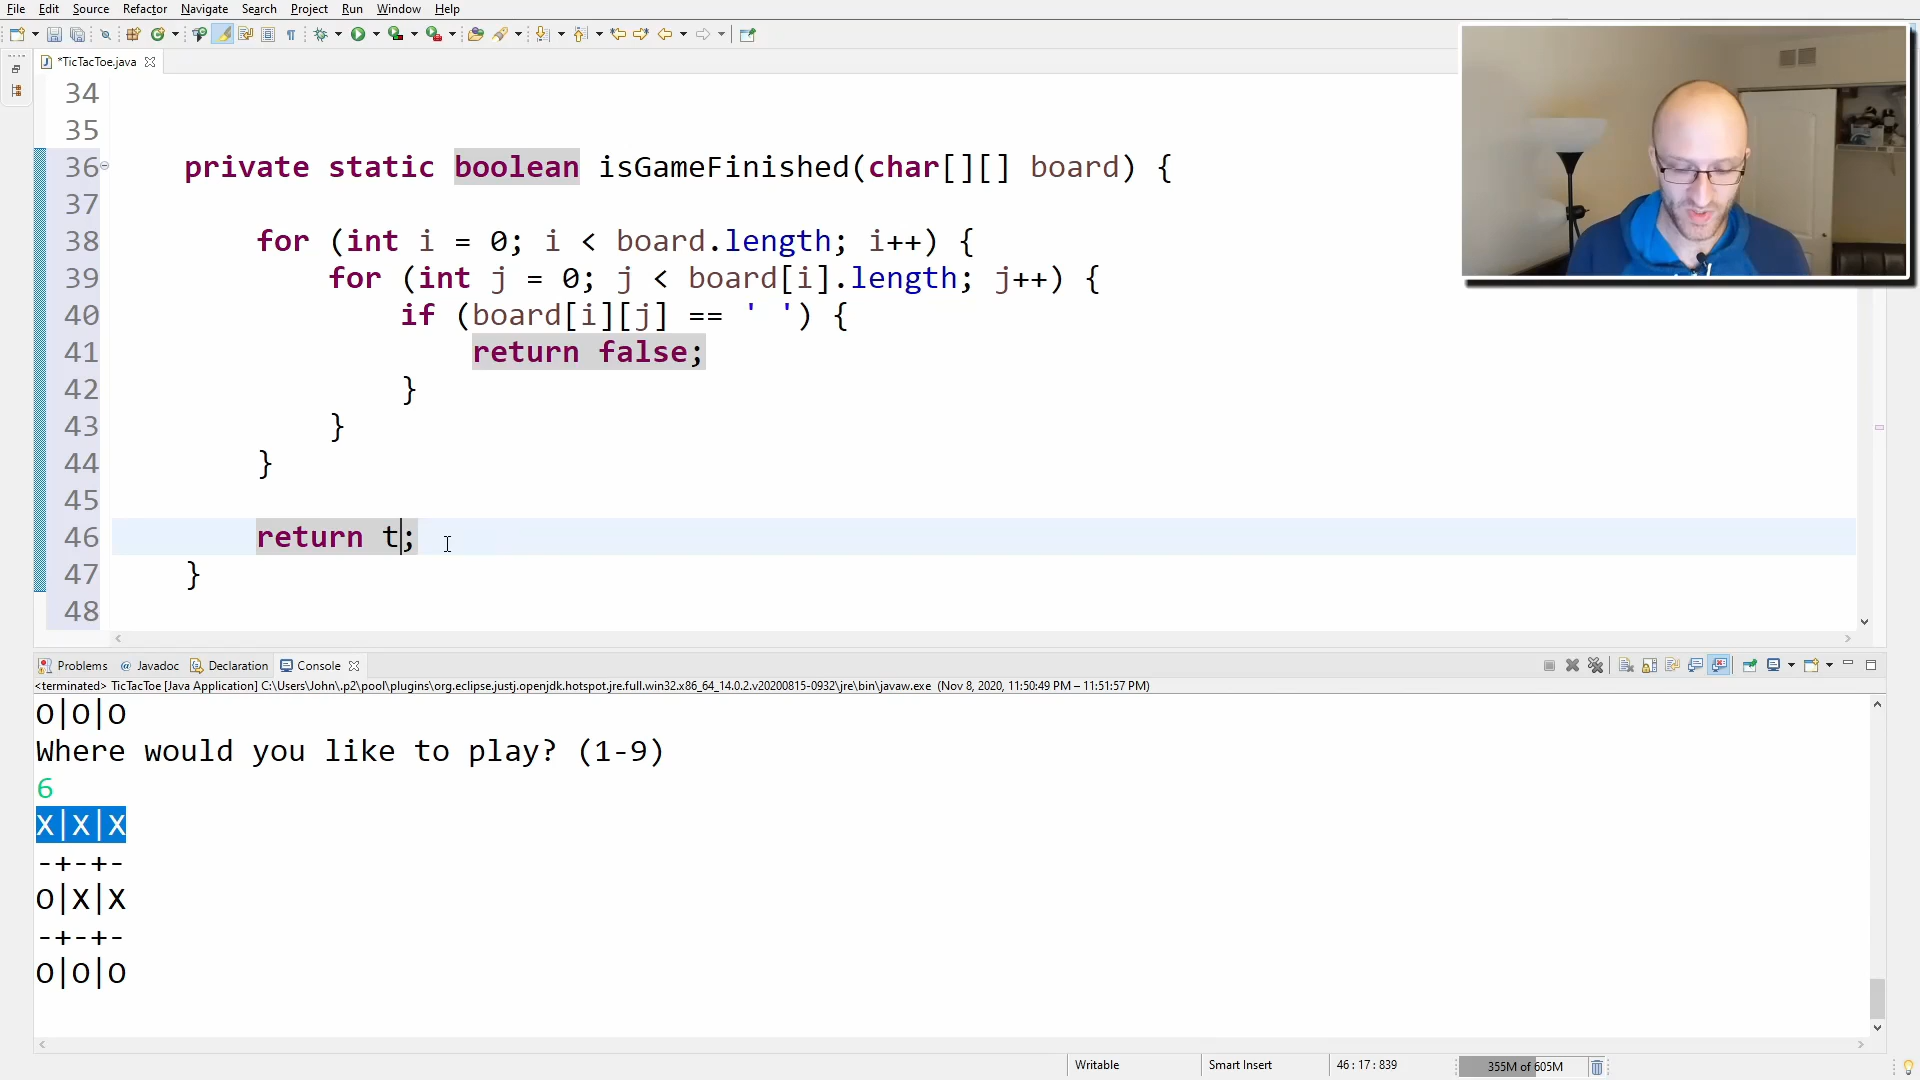 File Edit Source Refactor Navigate Search Project Run Window Help
*TicTacToe.java
34
35
36 private static boolean isGameFinished(char[][] board) {
37
38 for (int i = 0; i < board.length; i++) {
39 for (int j = 0; j < board[i].length; j++) {
40 if (board[i][j] == ' ') {
41 return false;
42 }
43 }
44 }
45
46 return t;
47 }
48
Problems @ Javadoc Declaration Console
<terminated> TicTacToe [Java Application] C:\Users\John\.p2\pool\plugins\org.eclipse.justj.openjdk.hotspot.jre.full.win32.x86_64_14.0.2.v20200815-0932\jre\bin\javaw.exe (Nov 8, 2020, 11:50:49 PM – 11:51:57 PM)
O|O|O
Where would you like to play? (1-9)
6
X|X|X
-+-+-
O|X|X
-+-+-
O|O|O
Writable Smart Insert 46 : 17 : 839 355M of 605M